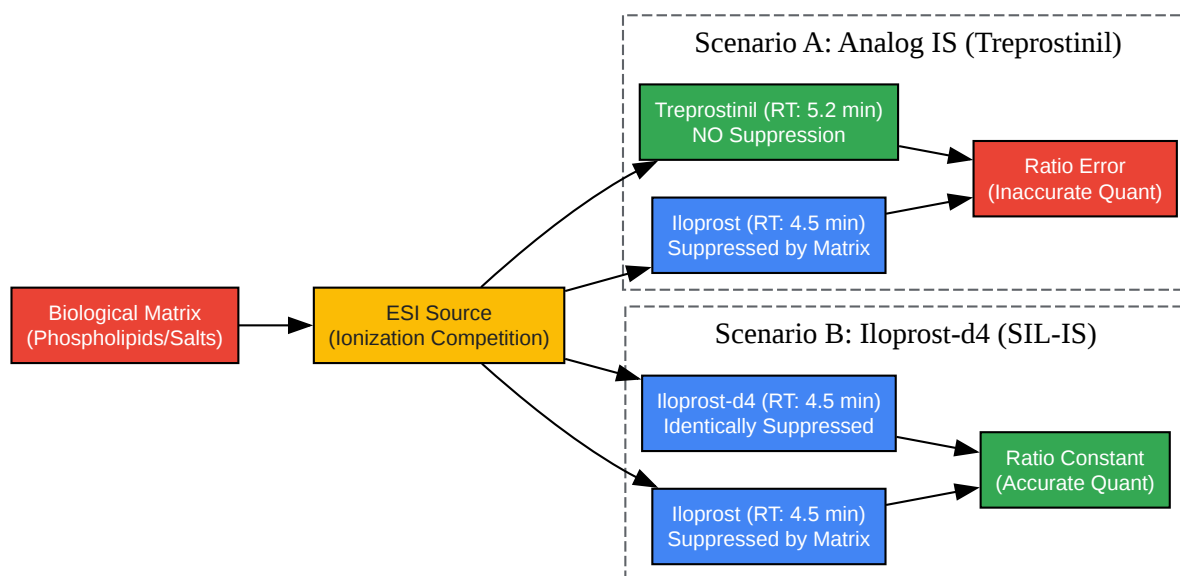 Scenario A: Analog IS (Treprostinil)
Treprostinil (RT: 5.2 min)
NO Suppression
Ratio Error
(Inaccurate Quant)
Iloprost (RT: 4.5 min)
Suppressed by Matrix
Biological Matrix
(Phospholipids/Salts)
ESI Source
(Ionization Competition)
Scenario B: Iloprost-d4 (SIL-IS)
Iloprost-d4 (RT: 4.5 min)
Identically Suppressed
Ratio Constant
(Accurate Quant)
Iloprost (RT: 4.5 min)
Suppressed by Matrix